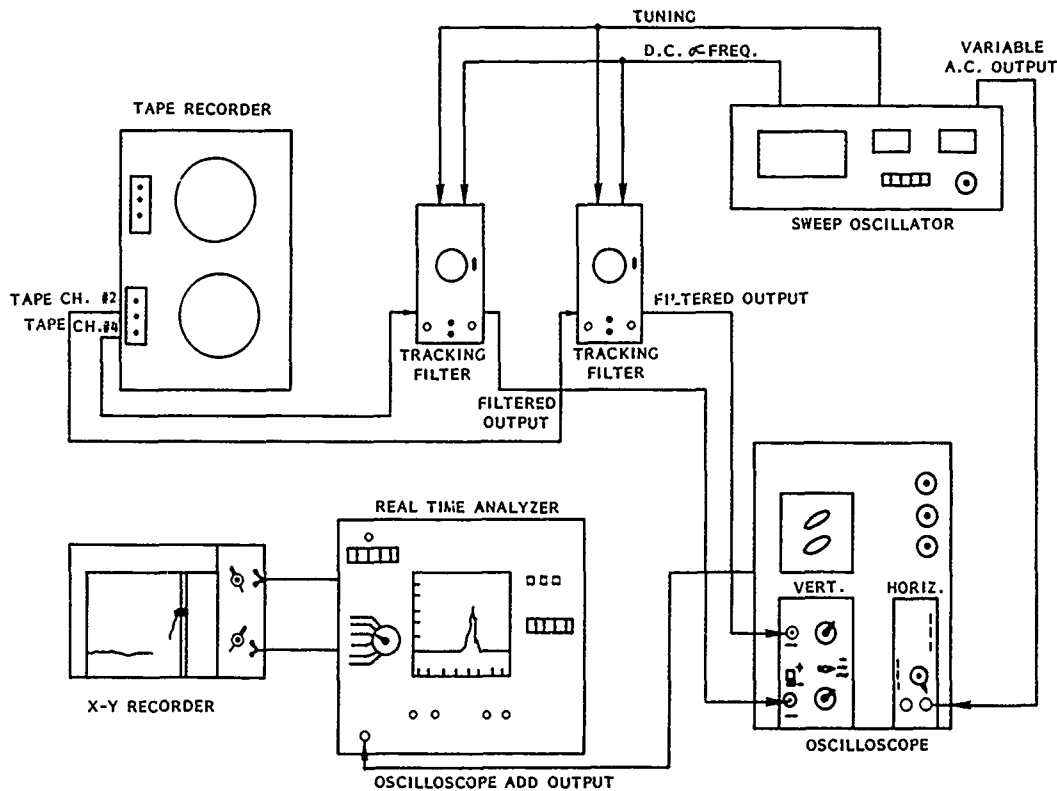 TUNING
D.C. ∝ FREQ.
VARIABLE
A.C. OUTPUT
TAPE RECORDER
SWEEP OSCILLATOR
TAPE CH. #2
TAPE CH.#4
FILTERED OUTPUT
TRACKING
FILTER
TRACKING
FILTER
FILTERED
OUTPUT
REAL TIME ANALYZER
VERT.
HORIZ.
X-Y RECORDER
OSCILLOSCOPE
OSCILLOSCOPE ADD OUTPUT